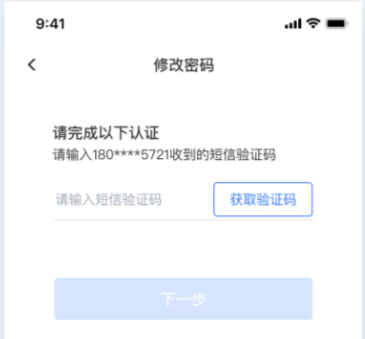 9:41
修改密码
请完成以下认证
请输入180****5721收到的短信验证码
请输入短信验证码 获取验证码
下一步